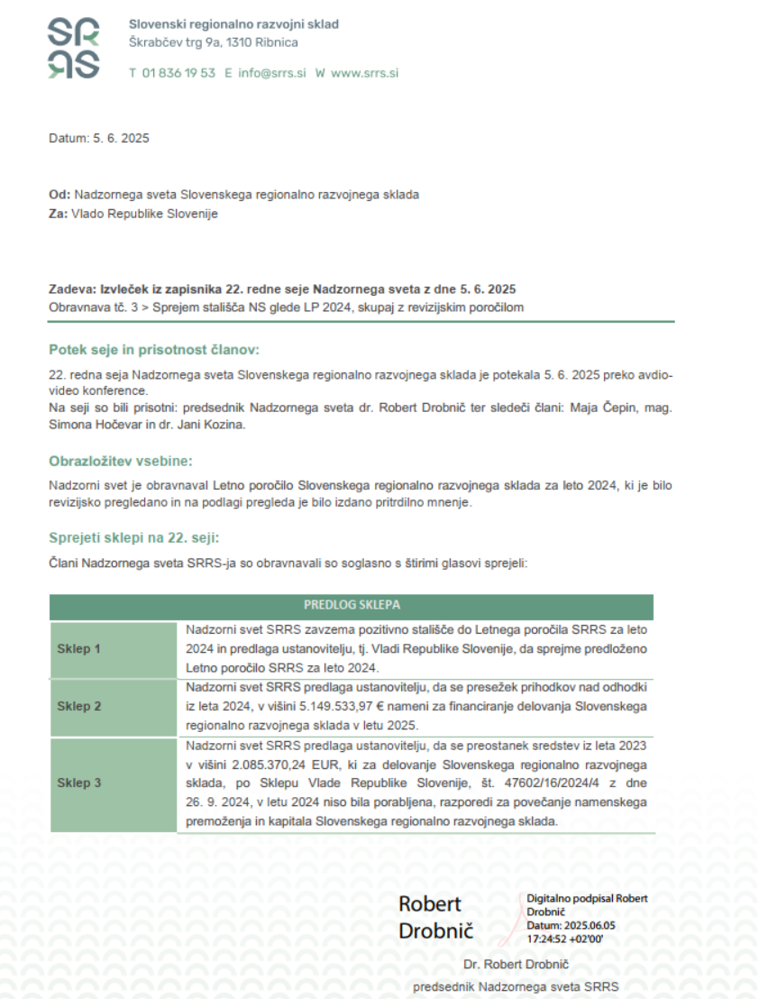 SR
RS
Slovenski regionalno razvojni sklad
Škrabčev trg 9a, 1310 Ribnica
T 01 836 19 53 E info@srrs.si W www.srrs.si
Datum: 5. 6. 2025
Od: Nadzornega sveta Slovenskega regionalno razvojnega sklada
Za: Vlado Republike Slovenije
Zadeva: Izvleček iz zapisnika 22. redne seje Nadzornega sveta z dne 5. 6. 2025
Obravnava tč. 3 > Sprejem stališča NS glede LP 2024, skupaj z revizijskim poročilom
Potek seje in prisotnost članov:
22. redna seja Nadzornega sveta Slovenskega regionalno razvojnega sklada je potekala 5. 6. 2025 preko avdio-
video konference.
Na seji so bili prisotni: predsednik Nadzornega sveta dr. Robert Drobnič ter sledeči člani: Maja Čepin, mag.
Simona Hočevar in dr. Jani Kozina.
Obrazložitev vsebine:
Nadzorni svet je obravnaval Letno poročilo Slovenskega regionalno razvojnega sklada za leto 2024, ki je bilo
revizijsko pregledano in na podlagi pregleda je bilo izdano pritrdilno mnenje.
Sprejeti sklepi na 22. seji:
Člani Nadzornega sveta SRRS-ja so obravnavali so soglasno s štirimi glasovi sprejeli:
PREDLOG SKLEPA
Sklep 1
Nadzorni svet SRRS zavzema pozitivno stališče do Letnega poročila SRRS za leto
2024 in predlaga ustanovitelju, tj. Vladi Republike Slovenije, da sprejme predloženo
Letno poročilo SRRS za leto 2024.
Sklep 2
Nadzorni svet SRRS predlaga ustanovitelju, da se presežek prihodkov nad odhodki
iz leta 2024, v višini 5.149.533,97 € nameni za financiranje delovanja Slovenskega
regionalno razvojnega sklada v letu 2025.
Sklep 3
Nadzorni svet SRRS predlaga ustanovitelju, da se preostanek sredstev iz leta 2023
v višini 2.085.370,24 EUR, ki za delovanje Slovenskega regionalno razvojnega
sklada, po Sklepu Vlade Republike Slovenije, št. 47602/16/2024/4 z dne
26. 9. 2024, v letu 2024 niso bila porabljena, razporedi za povečanje namenskega
premoženja in kapitala Slovenskega regionalno razvojnega sklada.
Robert
Drobnič
Digitalno podpisal Robert
Drobnič
Datum: 2025.06.05
17:24:52 +02'00'
Dr. Robert Drobnič
predsednik Nadzornega sveta SRRS